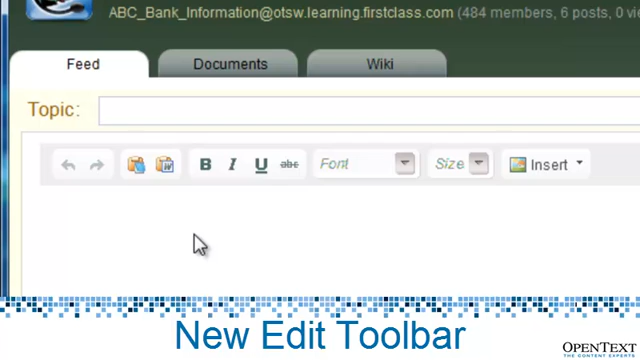 ABC_Bank_Information@otsw.learning.firstclass.com (484 members, 6 posts, 0 vie
Feed Documents Wiki
Topic:
B I U abc Font Size Insert
New Edit Toolbar
OPENTEXT
THE CONTENT EXPERTS